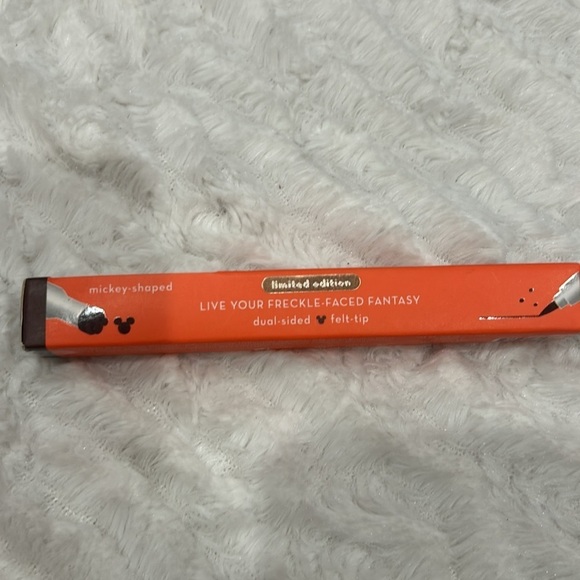 mickey-shaped
limited edition
LIVE YOUR FRECKLE-FACED FANTASY
dual-sided felt-tip